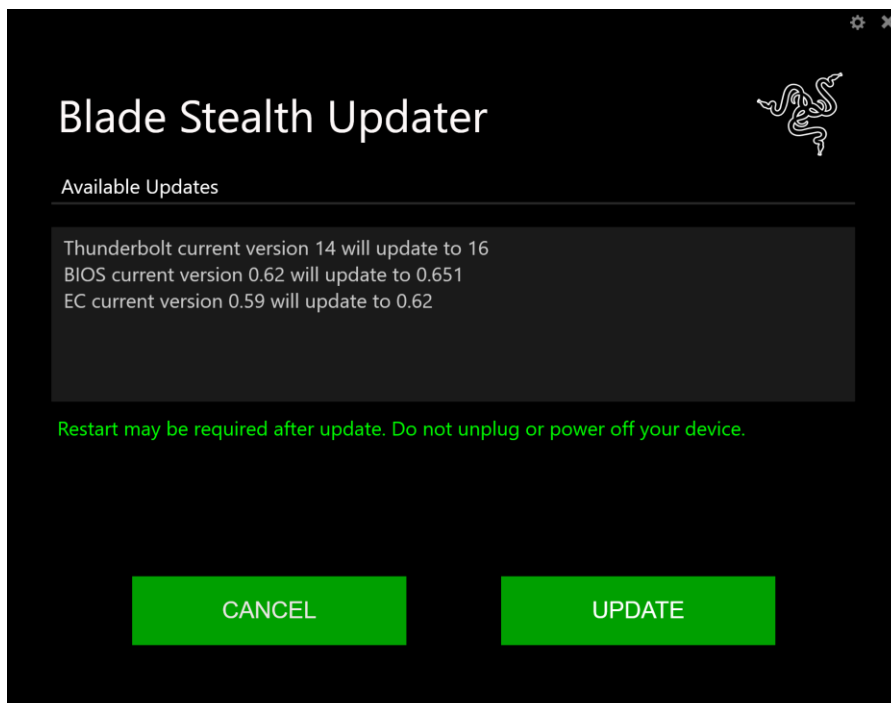 Blade Stealth Updater
Available Updates
Thunderbolt current version 14 will update to 16
BIOS current version 0.62 will update to 0.651
EC current version 0.59 will update to 0.62
Restart may be required after update. Do not unplug or power off your device.
CANCEL
UPDATE